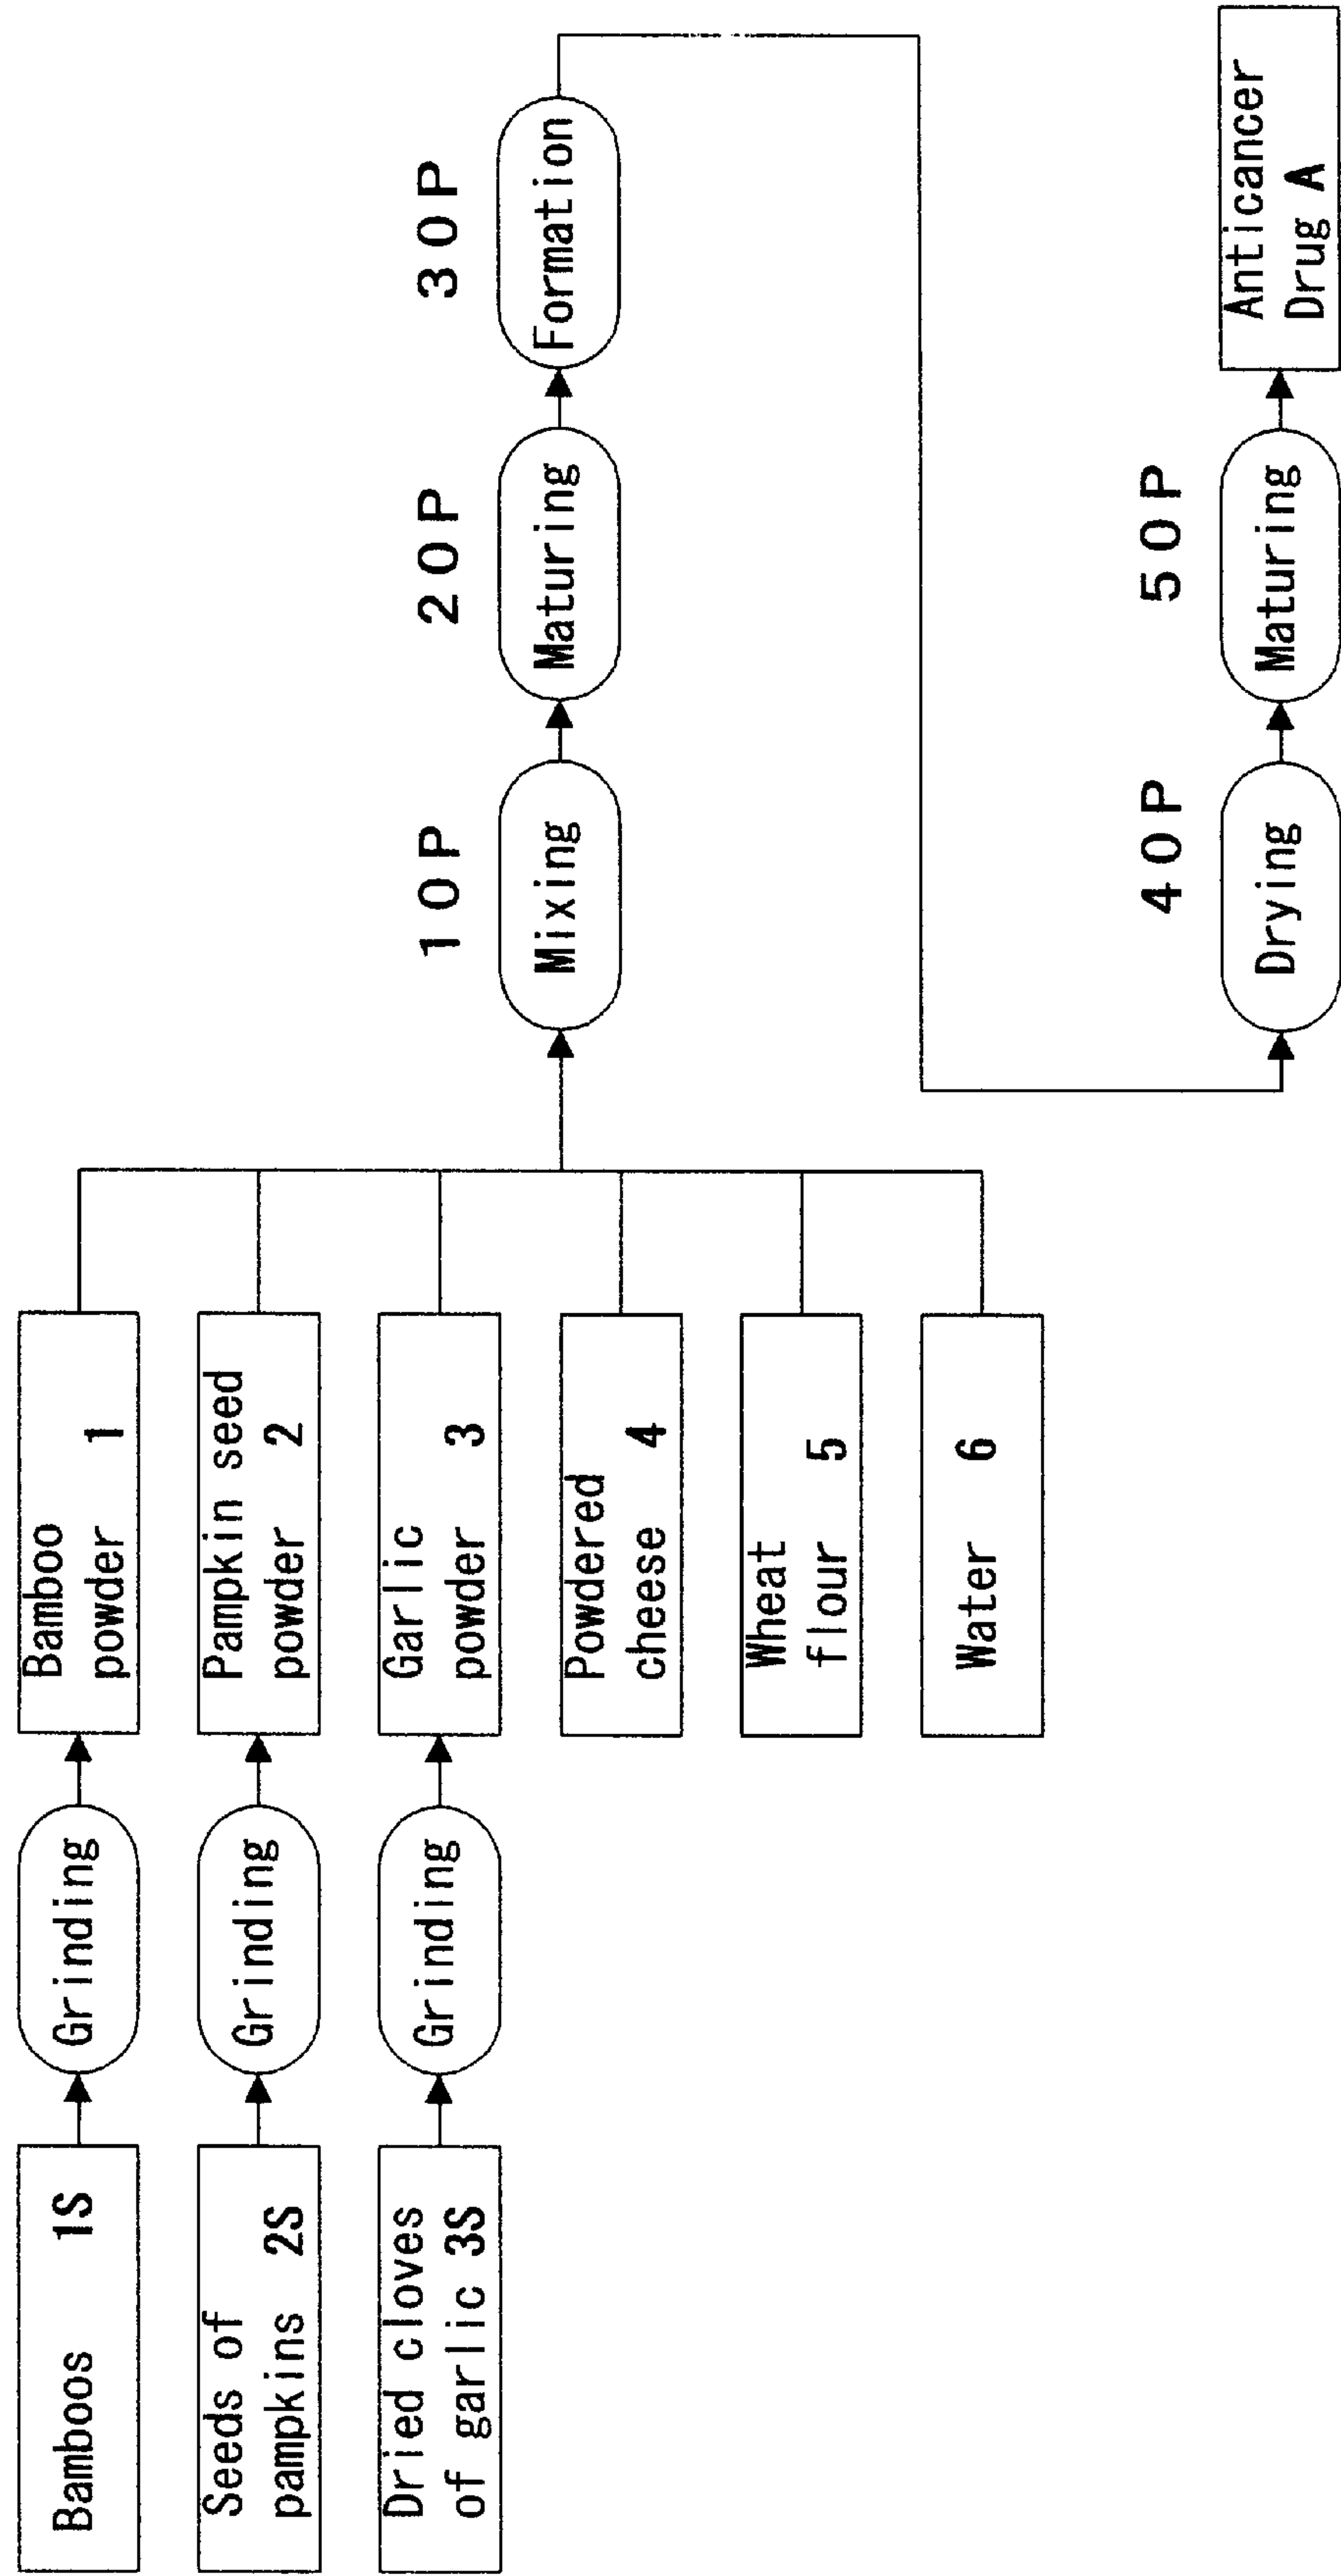 Bamboos 1S
Grinding
Bamboo
powder 1
Seeds of
pampkins 2S
Grinding
Pampkin seed
powder 2
Dried cloves
of garlic 3S
Grinding
Garlic
powder 3
Powdered
cheese 4
Wheat
flour 5
Water 6
10P
Mixing
20P
Maturing
30P
Formation
40P
Drying
50P
Maturing
Anticancer
Drug A